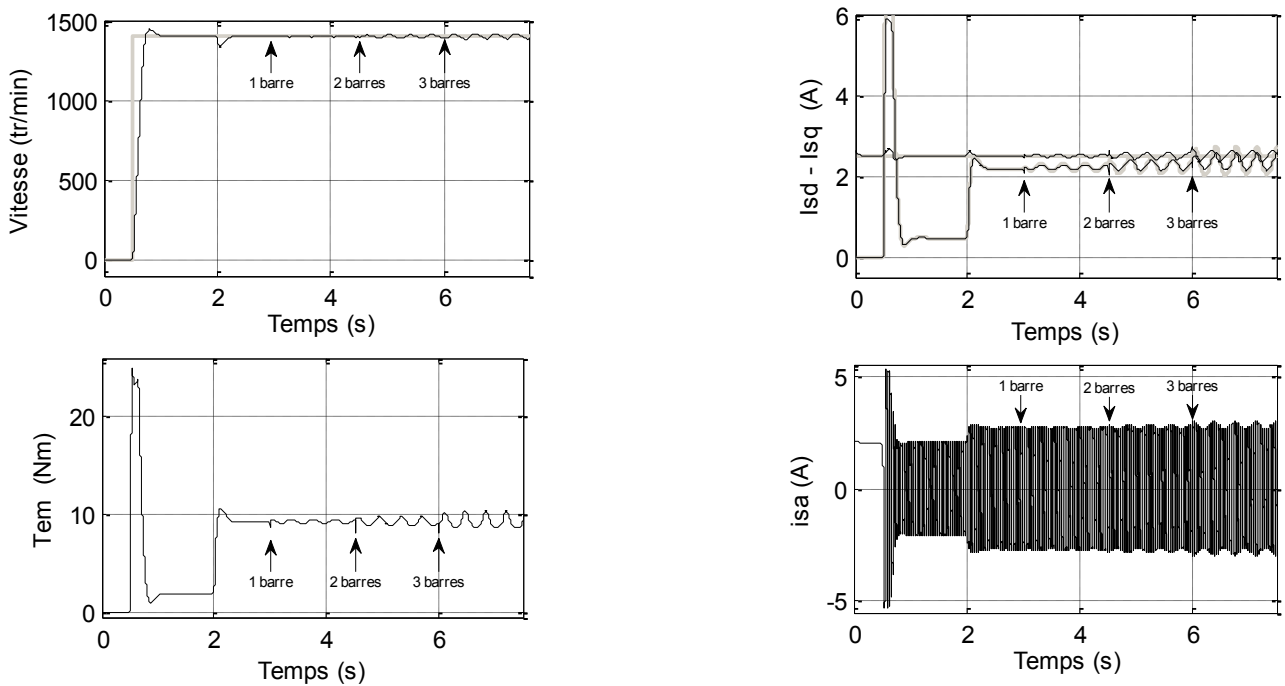 1500
1000
500
0
Vitesse (tr/min)
1 barre
2 barres
3 barres
0
2
4
6
Temps (s)
6
4
2
0
Isd - Isq (A)
1 barre
2 barres
3 barres
0
2
4
6
Temps (s)
20
10
0
Tem (Nm)
1 barre
2 barres
3 barres
0
2
4
6
Temps (s)
5
0
-5
isa (A)
1 barre
2 barres
3 barres
0
2
4
6
Temps (s)